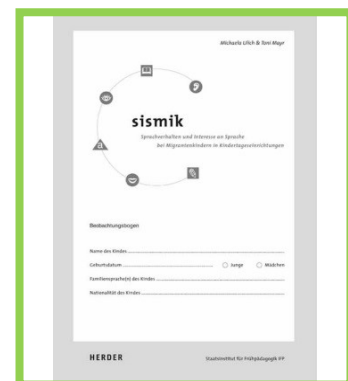 Michaela Ulich & Toni Mayr
a
sismik
Sprachverhalten und Interesse an Sprache
bei Migrantenkindern in Kindertageseinrichtungen
Beobachtungsbogen
Name des Kindes
Geburtsdatum Junge Mädchen
Familiensprache(n) des Kindes
Nationalität des Kindes
HERDER Staatsinstitut für Frühpädagogik IFP